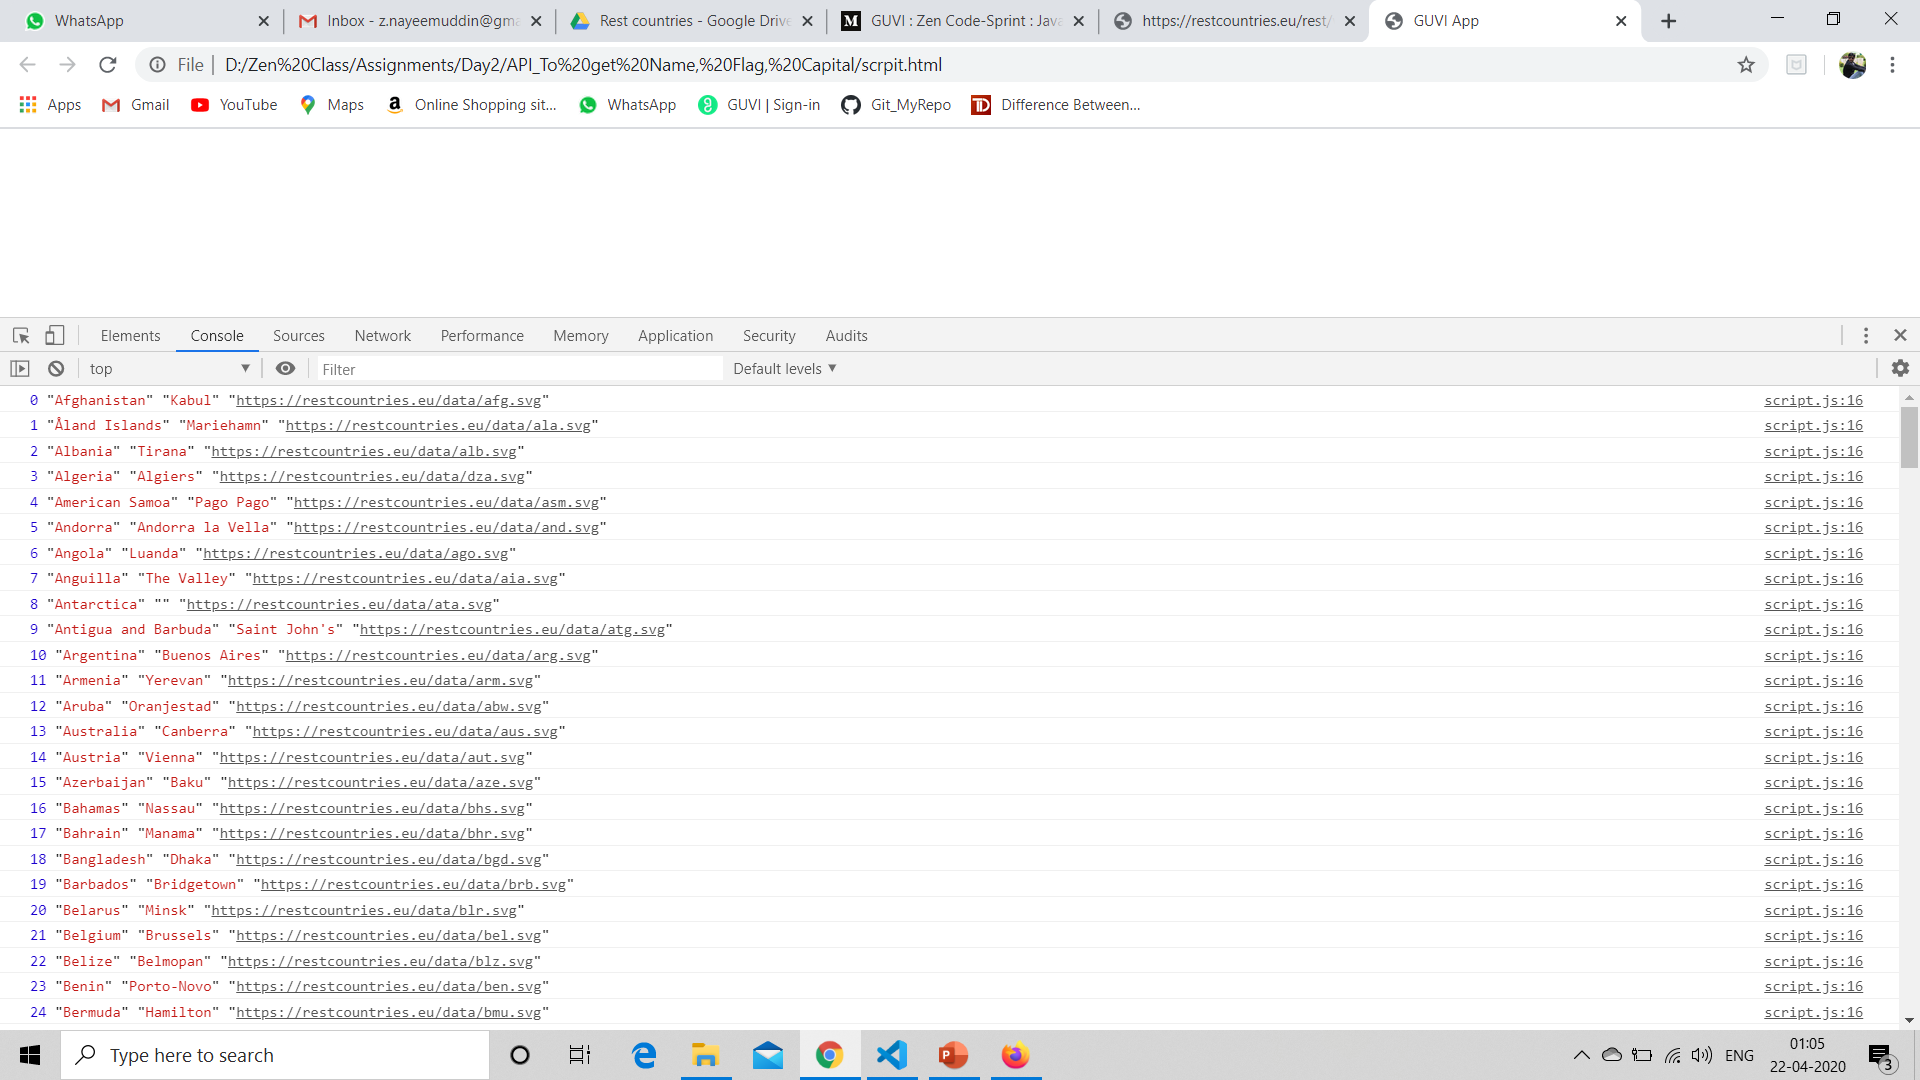 WhatsApp
Inbox - z.nayeemuddin@gma
Rest countries - Google Drive
GUVI : Zen Code-Sprint : Java
https://restcountries.eu/rest/
GUVI App
File
D:/Zen%20Class/Assignments/Day2/API_To%20get%20Name,%20Flag,%20Capital/scrpit.html
Apps
Gmail
YouTube
Maps
Online Shopping sit...
WhatsApp
GUVI | Sign-in
Git_MyRepo
Difference Between...
Elements Console Sources Network Performance Memory Application Security Audits
top
Filter
Default levels
0 "Afghanistan" "Kabul" "https://restcountries.eu/data/afg.svg" script.js:16
1 "Åland Islands" "Mariehamn" "https://restcountries.eu/data/ala.svg" script.js:16
2 "Albania" "Tirana" "https://restcountries.eu/data/alb.svg" script.js:16
3 "Algeria" "Algiers" "https://restcountries.eu/data/dza.svg" script.js:16
4 "American Samoa" "Pago Pago" "https://restcountries.eu/data/asm.svg" script.js:16
5 "Andorra" "Andorra la Vella" "https://restcountries.eu/data/and.svg" script.js:16
6 "Angola" "Luanda" "https://restcountries.eu/data/ago.svg" script.js:16
7 "Anguilla" "The Valley" "https://restcountries.eu/data/aia.svg" script.js:16
8 "Antarctica" "" "https://restcountries.eu/data/ata.svg" script.js:16
9 "Antigua and Barbuda" "Saint John's" "https://restcountries.eu/data/atg.svg" script.js:16
10 "Argentina" "Buenos Aires" "https://restcountries.eu/data/arg.svg" script.js:16
11 "Armenia" "Yerevan" "https://restcountries.eu/data/arm.svg" script.js:16
12 "Aruba" "Oranjestad" "https://restcountries.eu/data/abw.svg" script.js:16
13 "Australia" "Canberra" "https://restcountries.eu/data/aus.svg" script.js:16
14 "Austria" "Vienna" "https://restcountries.eu/data/aut.svg" script.js:16
15 "Azerbaijan" "Baku" "https://restcountries.eu/data/aze.svg" script.js:16
16 "Bahamas" "Nassau" "https://restcountries.eu/data/bhs.svg" script.js:16
17 "Bahrain" "Manama" "https://restcountries.eu/data/bhr.svg" script.js:16
18 "Bangladesh" "Dhaka" "https://restcountries.eu/data/bgd.svg" script.js:16
19 "Barbados" "Bridgetown" "https://restcountries.eu/data/brb.svg" script.js:16
20 "Belarus" "Minsk" "https://restcountries.eu/data/blr.svg" script.js:16
21 "Belgium" "Brussels" "https://restcountries.eu/data/bel.svg" script.js:16
22 "Belize" "Belmopan" "https://restcountries.eu/data/blz.svg" script.js:16
23 "Benin" "Porto-Novo" "https://restcountries.eu/data/ben.svg" script.js:16
24 "Bermuda" "Hamilton" "https://restcountries.eu/data/bmu.svg" script.js:16
Type here to search
ENG
01:05
22-04-2020
3